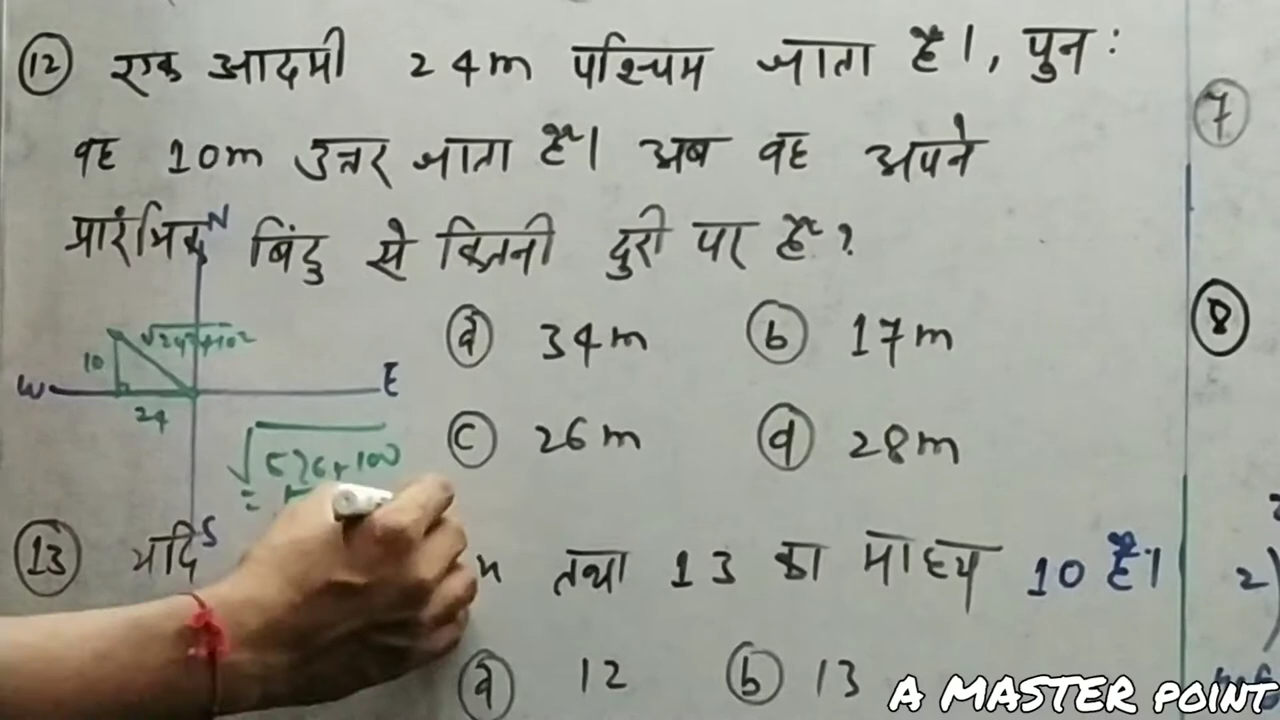 12 एक आदमी 24m पश्चिम जाता है।, पुनः
वह 10m उत्तर जाता है। अब वह अपने
प्रारंभिक बिंदु से कितनी दुरी पर है?
N
a 34m b 17m
√24²+10²
10
W E
24
c 26m d 28m
√576+100
=
S
13 यदि तथा 13 का माध्य 10 है।
a 12 b 13
7
8
2)
A MASTER POINT